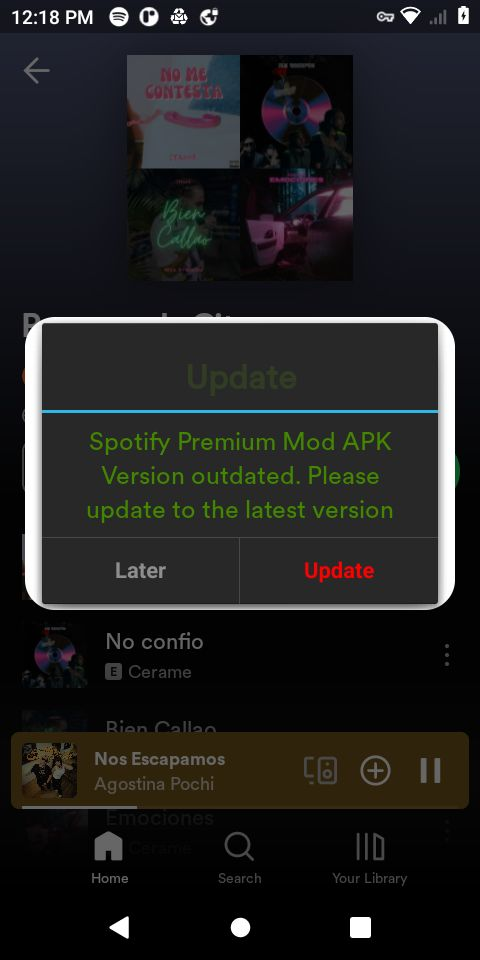 12:18 PM
NO ME
CONTESTA
Bien
Callao
EMOCIONES
Update
Spotify Premium Mod APK
Version outdated. Please
update to the latest version
Later
Update
No confio
E Cerame
Bien Callao
Nos Escapamos
Agostina Pochi
Emociones
Cerame
Home
Search
Your Library